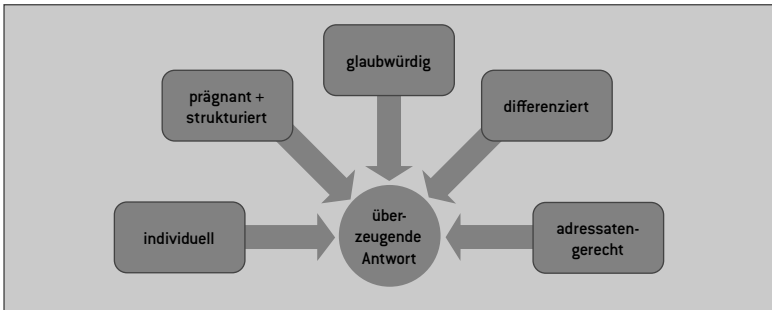 glaubwürdig
prägnant +
strukturiert
differenziert
individuell
über-
zeugende
Antwort
adressaten-
gerecht